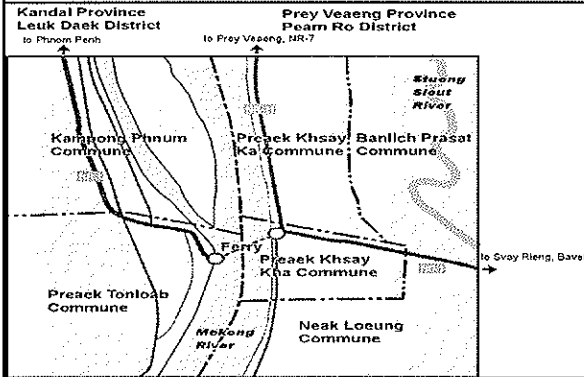 Kandal Province
Leuk Daek District
to Phnom Penh
Prey Veaeng Province
Peam Ro District
to Prey Veaeng, NR-7
Stueng
Slout
River
Kampong Phnum
Commune
Preaek Khsay
Ka Commune
Banlich Prasat
Commune
Ferry
Preaek Khsay
Kha Commune
to Svay Rieng, Bave
Preaek Tonloab
Commune
Mekong
River
Neak Loeung
Commune